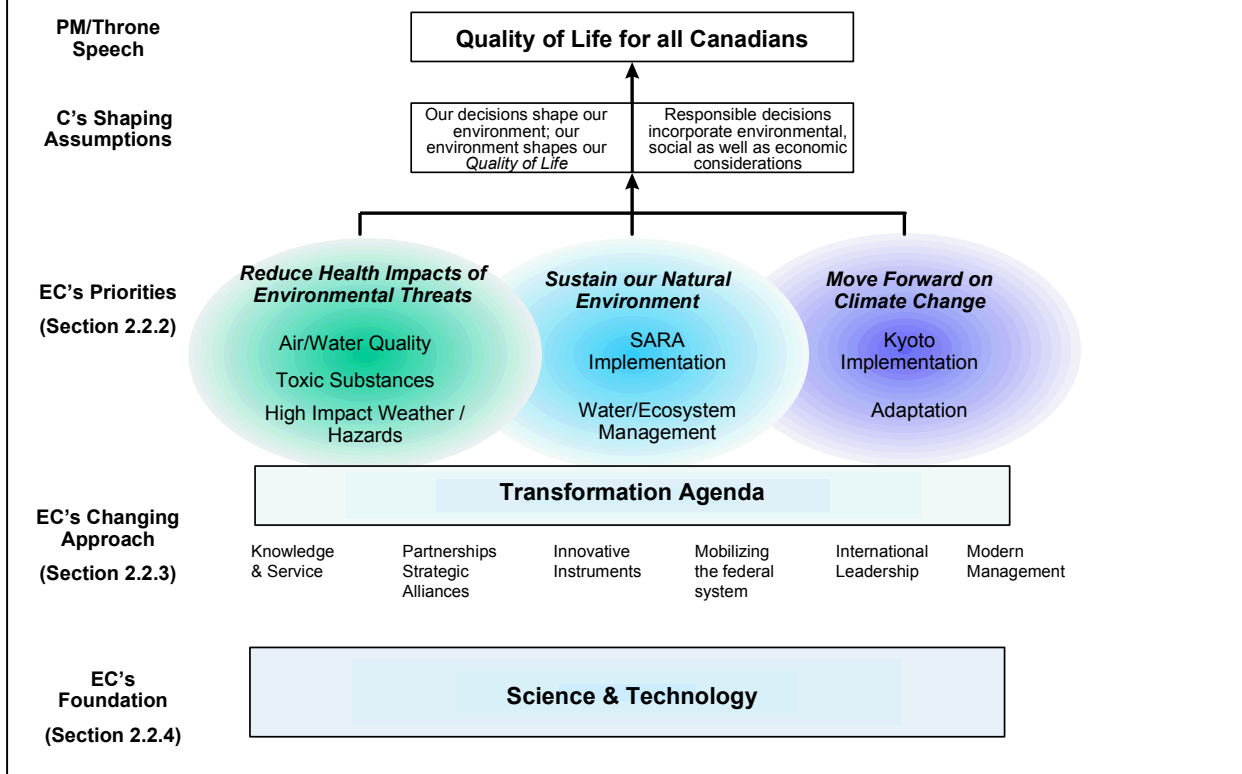 PM/Throne
Speech
Quality of Life for all Canadians
C's Shaping
Assumptions
Our decisions shape our
environment; our
environment shapes our
Quality of Life
Responsible decisions
incorporate environmental,
social as well as economic
considerations
EC's Priorities
(Section 2.2.2)
Reduce Health Impacts of
Environmental Threats
Air/Water Quality
Toxic Substances
High Impact Weather /
Hazards
Sustain our Natural
Environment
SARA
Implementation
Water/Ecosystem
Management
Move Forward on
Climate Change
Kyoto
Implementation
Adaptation
EC's Changing
Approach
(Section 2.2.3)
Transformation Agenda
Knowledge
& Service
Partnerships
Strategic
Alliances
Innovative
Instruments
Mobilizing
the federal
system
International
Leadership
Modern
Management
EC's
Foundation
(Section 2.2.4)
Science & Technology